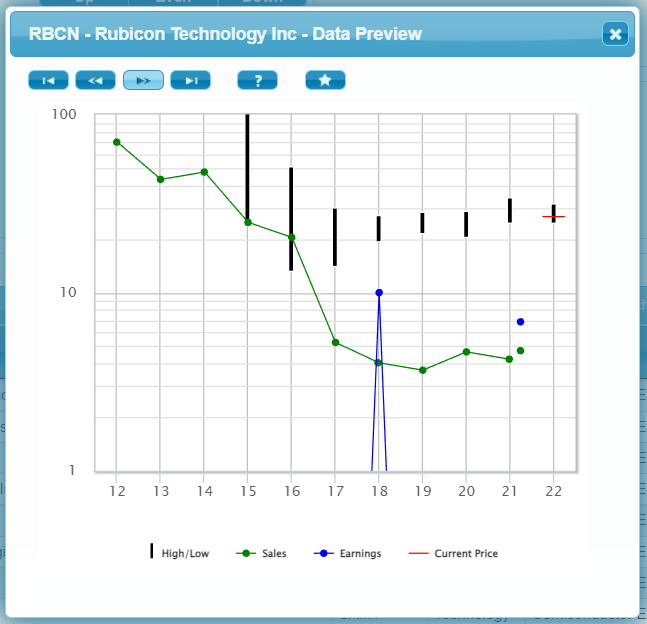 RBCN - Rubicon Technology Inc - Data Preview
?
100
10
1
12 13 14 15 16 17 18 19 20 21 22
High/Low Sales Earnings Current Price